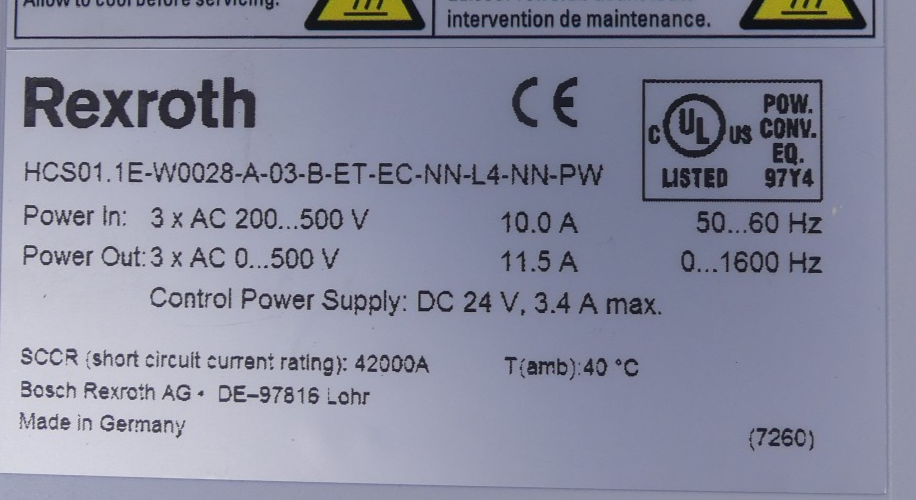 Allow to cool before servicing.
intervention de maintenance.
Rexroth
CE
C UL US
LISTED
POW.
CONV.
EQ.
97Y4
HCS01.1E-W0028-A-03-B-ET-EC-NN-L4-NN-PW
Power In: 3 x AC 200...500 V 10.0 A 50...60 Hz
Power Out: 3 x AC 0...500 V 11.5 A 0...1600 Hz
Control Power Supply: DC 24 V, 3.4 A max.
SCCR (short circuit current rating): 42000A T(amb):40 °C
Bosch Rexroth AG • DE–97816 Lohr
Made in Germany
(7260)